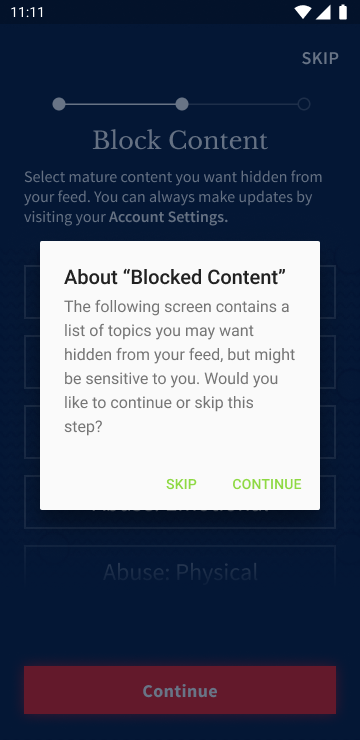 11:11
SKIP
Block Content
Select mature content you want hidden from
your feed. You can always make updates by
visiting your Account Settings.
About “Blocked Content”
The following screen contains a
list of topics you may want
hidden from your feed, but might
be sensitive to you. Would you
like to continue or skip this
step?
SKIP CONTINUE
Abuse: Emotional
Abuse: Physical
Continue